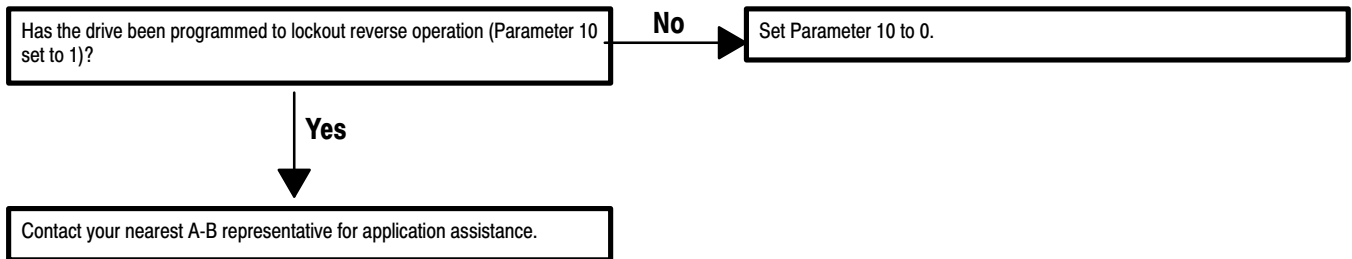 Has the drive been programmed to lockout reverse operation (Parameter 10
set to 1)?
No
Set Parameter 10 to 0.
Yes
Contact your nearest A-B representative for application assistance.